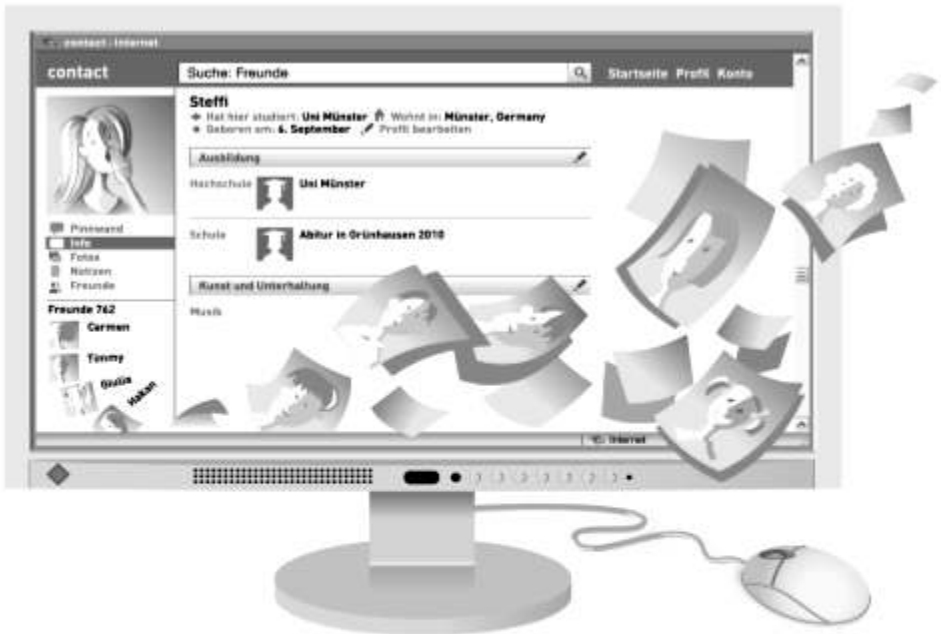 contact : Internet
contact
Suche: Freunde
Startseite Profil Konto
Steffi
Hat hier studiert: Uni Münster Wohnt in: Münster, Germany
Geboren am: 6. September Profil bearbeiten
Ausbildung
Hochschule Uni Münster
Schule Abitur in Grünhausen 2010
Kunst und Unterhaltung
Musik
Pinnwand
Info
Fotos
Notizen
Freunde
Freunde 762
Carmen
Tommy
Giulia
Hakan
Internet